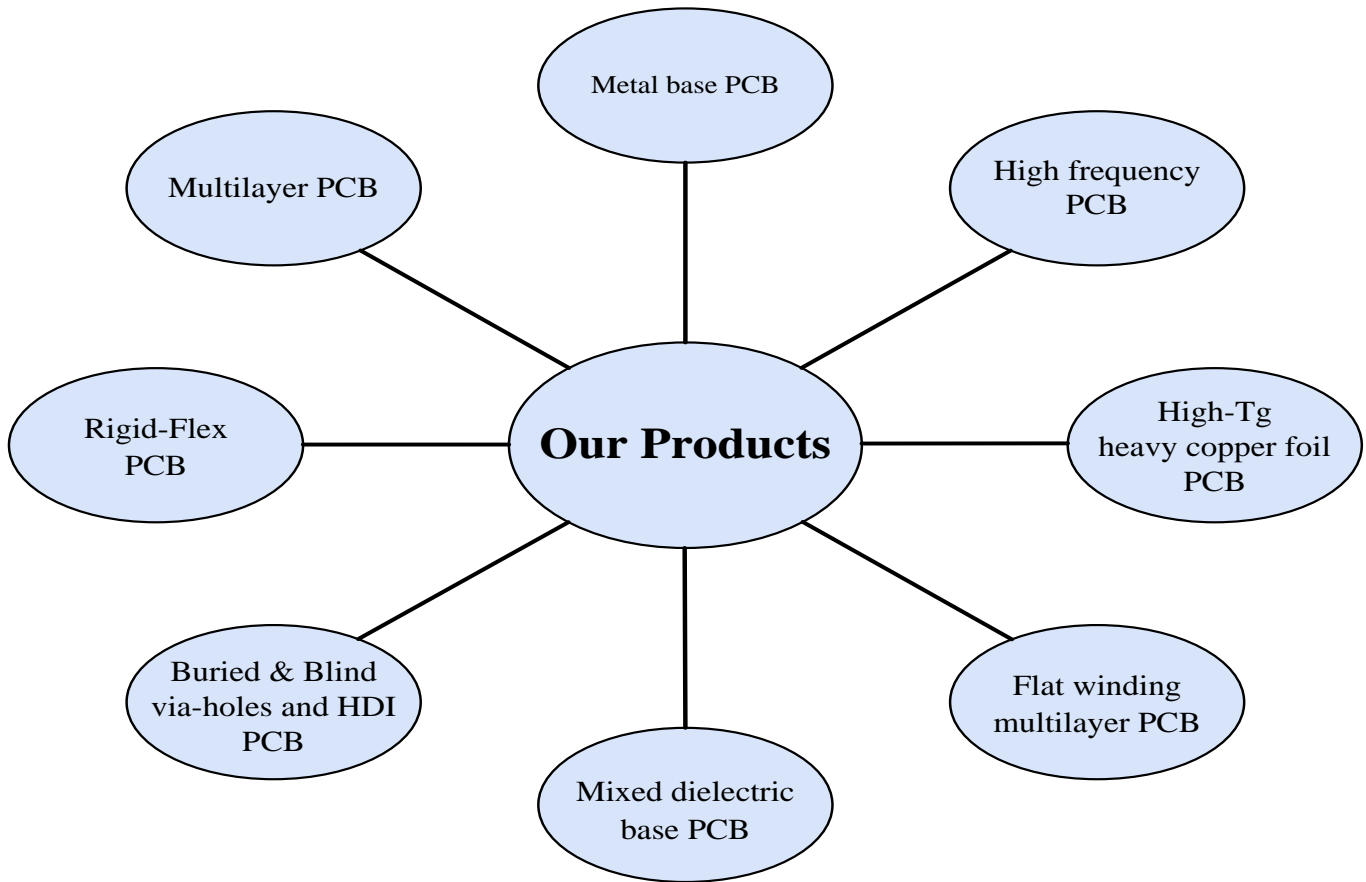 Metal base PCB
Multilayer PCB
High frequency
PCB
Rigid-Flex
PCB
Our Products
High-Tg
heavy copper foil
PCB
Buried & Blind
via-holes and HDI
PCB
Flat winding
multilayer PCB
Mixed dielectric
base PCB